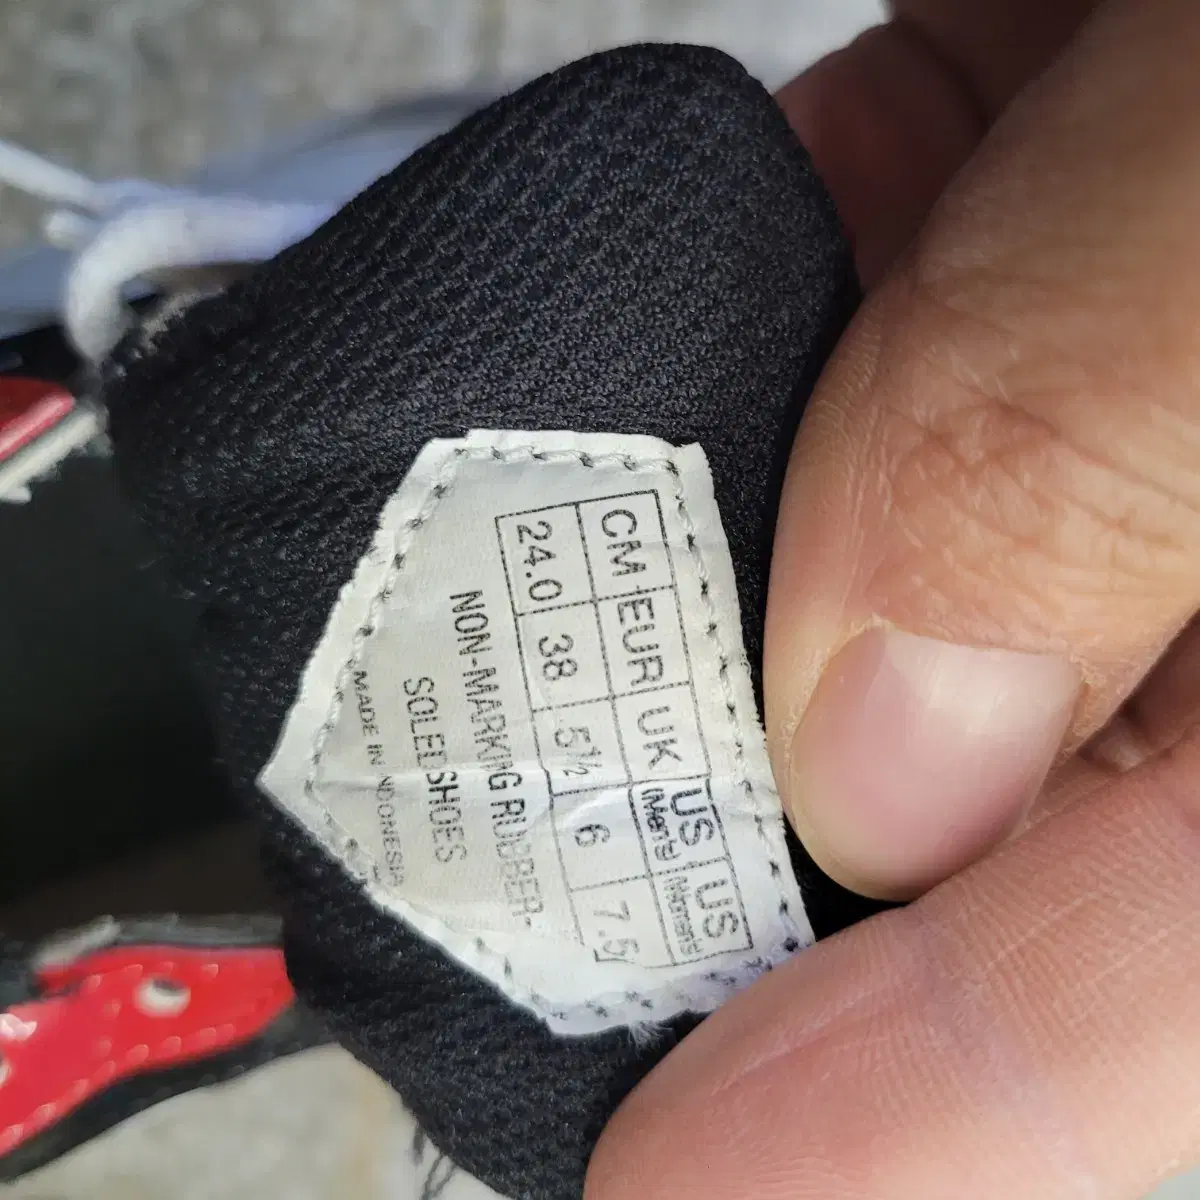 CM EUR UK US (Men's) US (Women's)
24.0 38 5½ 6 7.5
NON-MARKING RUBBER-
SOLED SHOES
MADE IN INDONESIA